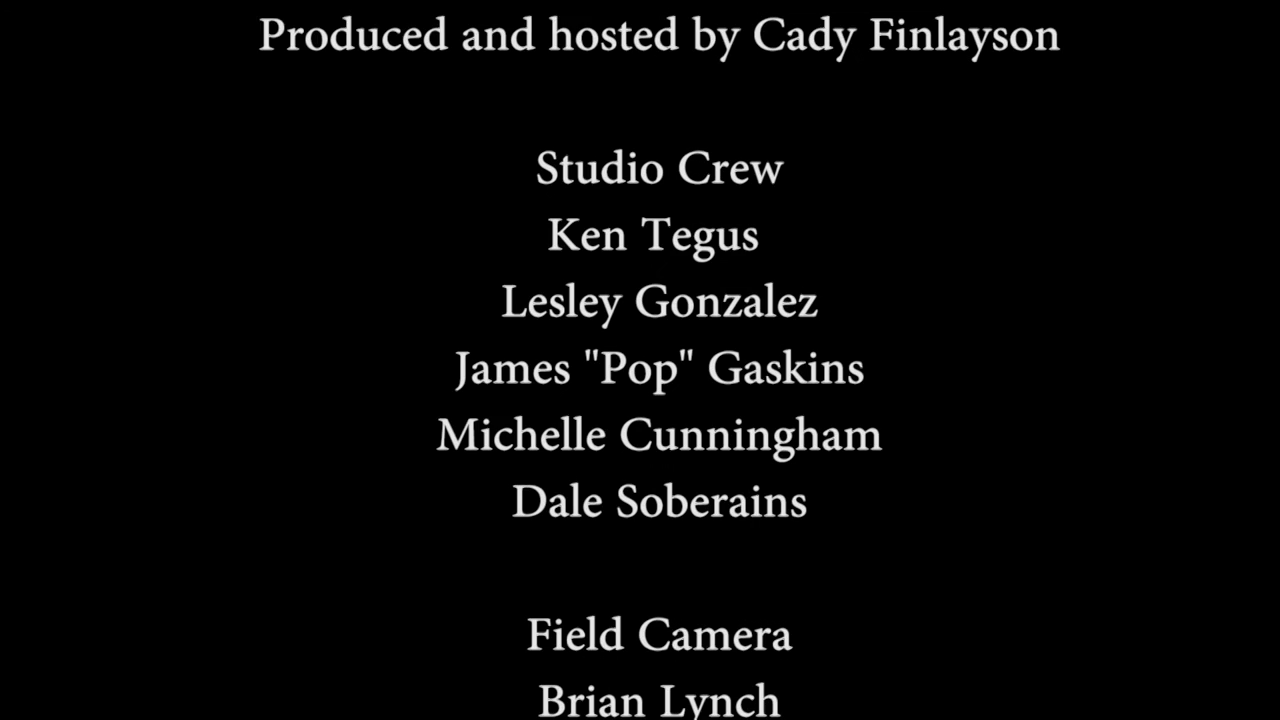 Produced and hosted by Cady Finlayson
Studio Crew
Ken Tegus
Lesley Gonzalez
James "Pop" Gaskins
Michelle Cunningham
Dale Soberains
Field Camera
Brian Lynch